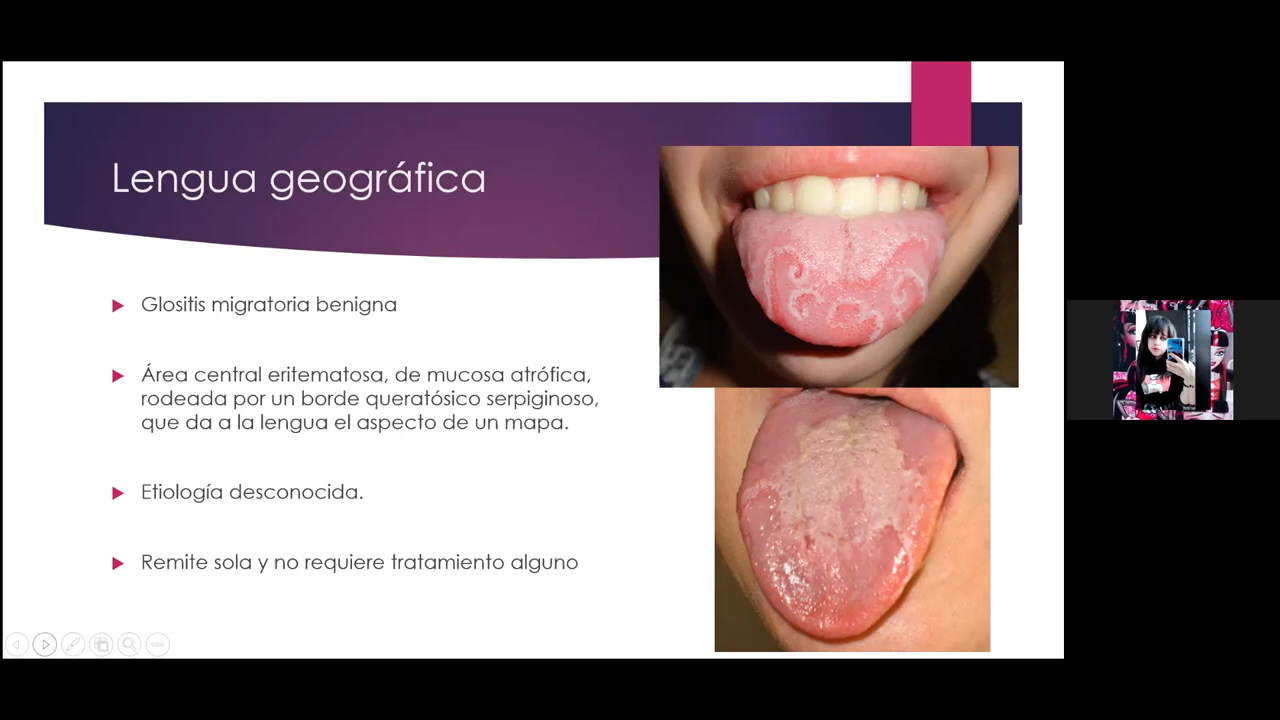 Lengua geográfica
Glositis migratoria benigna
Área central eritematosa, de mucosa atrófica,
rodeada por un borde queratósico serpiginoso,
que da a la lengua el aspecto de un mapa.
Etiología desconocida.
Remite sola y no requiere tratamiento alguno